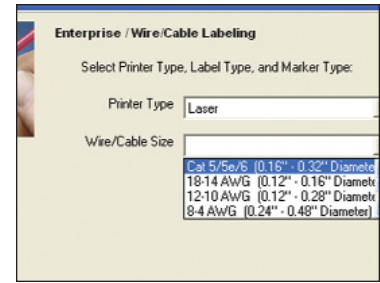 Enterprise / Wire/Cable Labeling
Select Printer Type, Label Type, and Marker Type:
Printer Type Laser
Wire/Cable Size
Cat 5/5e/6 (0.16" - 0.32" Diamete
18-14 AWG (0.12" - 0.16" Diamete
12-10 AWG (0.12" - 0.28" Diamete
8-4 AWG (0.24" - 0.48" Diameter)